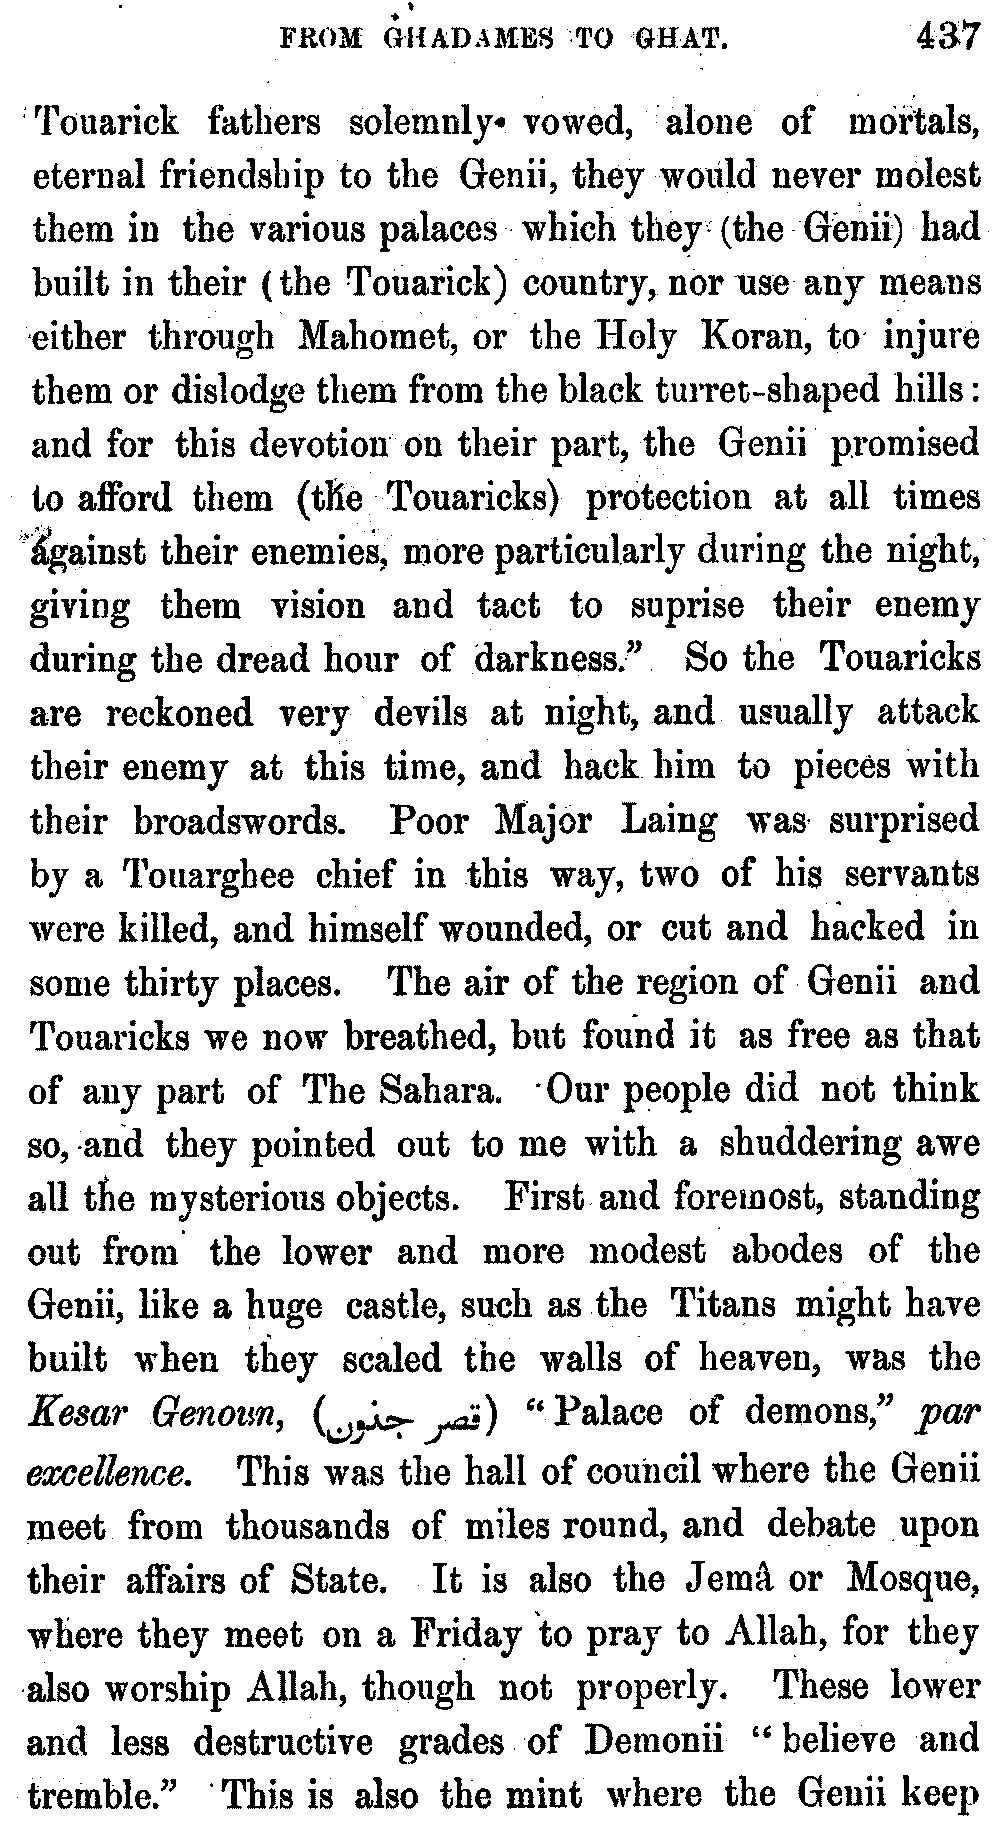 FROM GHADAMES TO GHAT. 437
Touarick fathers solemnly vowed, alone of mortals,
eternal friendship to the Genii, they would never molest
them in the various palaces which they (the Genii) had
built in their (the Touarick) country, nor use any means
either through Mahomet, or the Holy Koran, to injure
them or dislodge them from the black turret-shaped hills:
and for this devotion on their part, the Genii promised
to afford them (the Touaricks) protection at all times
against their enemies, more particularly during the night,
giving them vision and tact to suprise their enemy
during the dread hour of darkness.” So the Touaricks
are reckoned very devils at night, and usually attack
their enemy at this time, and hack him to pieces with
their broadswords. Poor Major Laing was surprised
by a Touarghee chief in this way, two of his servants
were killed, and himself wounded, or cut and hacked in
some thirty places. The air of the region of Genii and
Touaricks we now breathed, but found it as free as that
of any part of The Sahara. Our people did not think
so, and they pointed out to me with a shuddering awe
all the mysterious objects. First and foremost, standing
out from the lower and more modest abodes of the
Genii, like a huge castle, such as the Titans might have
built when they scaled the walls of heaven, was the
Kesar Genoun, (قصر جنون) “Palace of demons,” par
excellence. This was the hall of council where the Genii
meet from thousands of miles round, and debate upon
their affairs of State. It is also the Jemâ or Mosque,
where they meet on a Friday to pray to Allah, for they
also worship Allah, though not properly. These lower
and less destructive grades of Demonii “believe and
tremble.” This is also the mint where the Genii keep